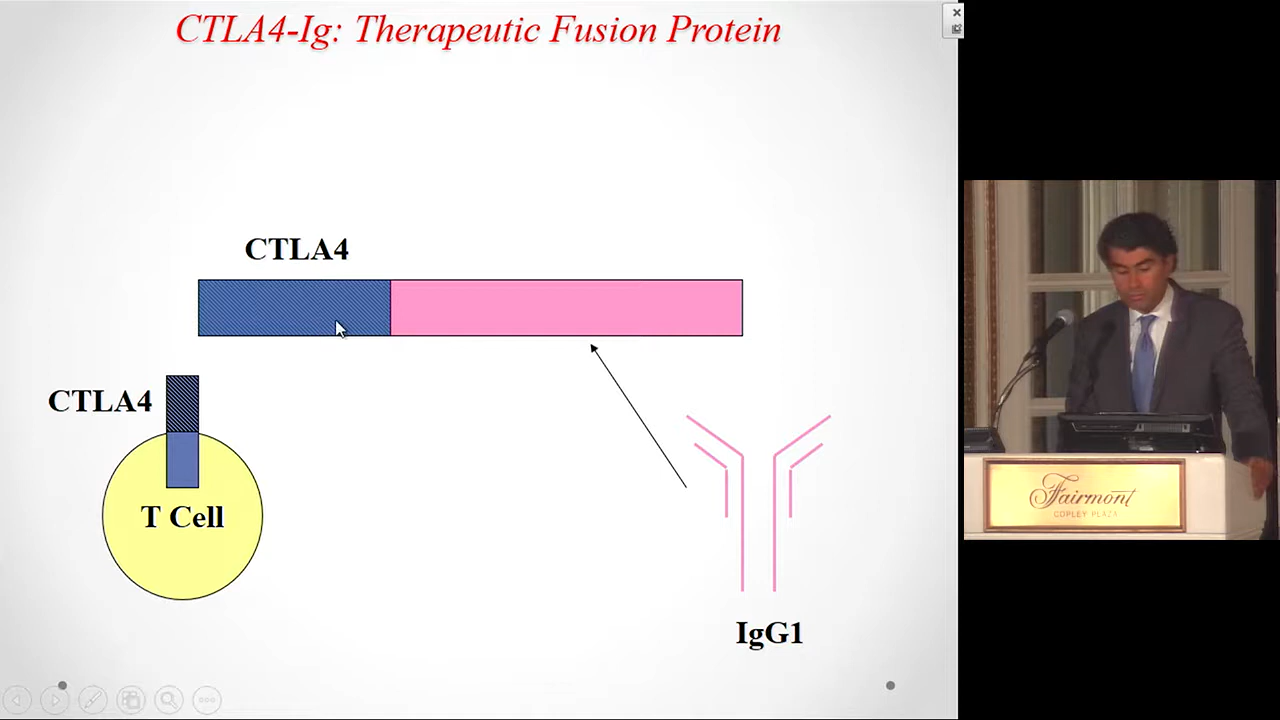 CTLA4-Ig: Therapeutic Fusion Protein
CTLA4
CTLA4
T Cell
IgG1
Fairmont
COPLEY PLAZA